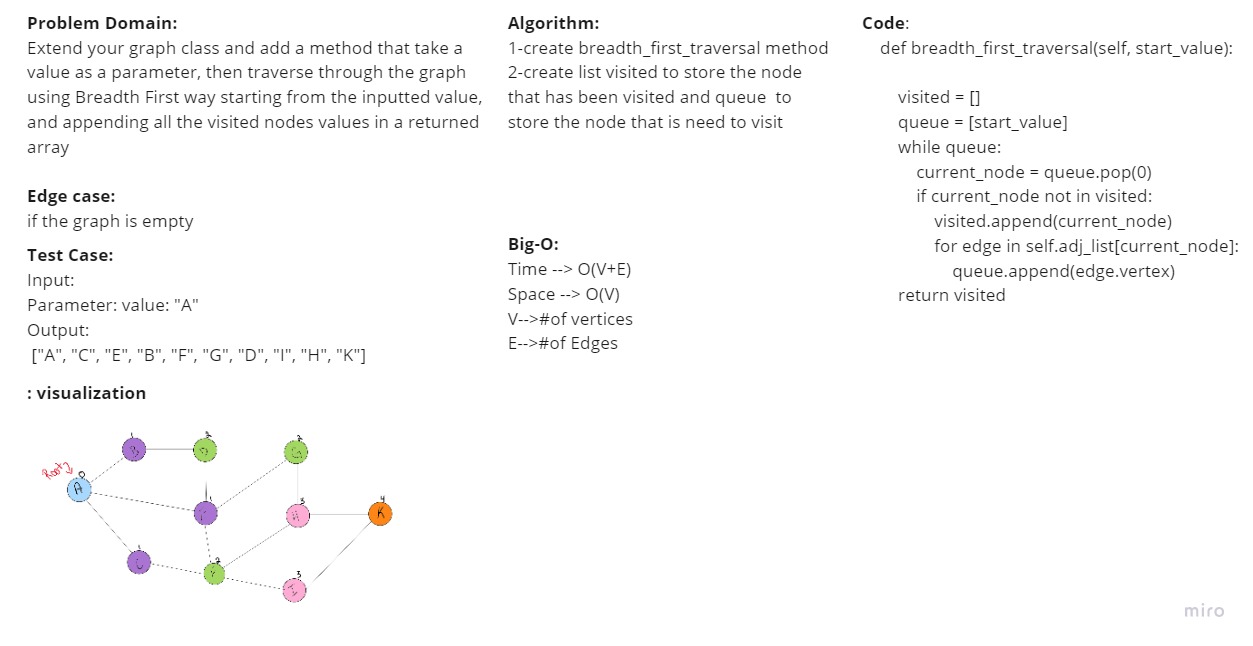 Problem Domain:
Extend your graph class and add a method that take a
value as a parameter, then traverse through the graph
using Breadth First way starting from the inputted value,
and appending all the visited nodes values in a returned
array
Edge case:
if the graph is empty
Test Case:
Input:
Parameter: value: "A"
Output:
["A", "C", "E", "B", "F", "G", "D", "I", "H", "K"]
: visualization
Root
A 0
B 1
D 2
G 2
1
H 3
K 4
C 1
F 2
I 3
Algorithm:
1-create breadth_first_traversal method
2-create list visited to store the node
that has been visited and queue to
store the node that is need to visit
Big-O:
Time --> O(V+E)
Space --> O(V)
V-->#of vertices
E-->#of Edges
Code:
def breadth_first_traversal(self, start_value):
visited = []
queue = [start_value]
while queue:
current_node = queue.pop(0)
if current_node not in visited:
visited.append(current_node)
for edge in self.adj_list[current_node]:
queue.append(edge.vertex)
return visited
miro